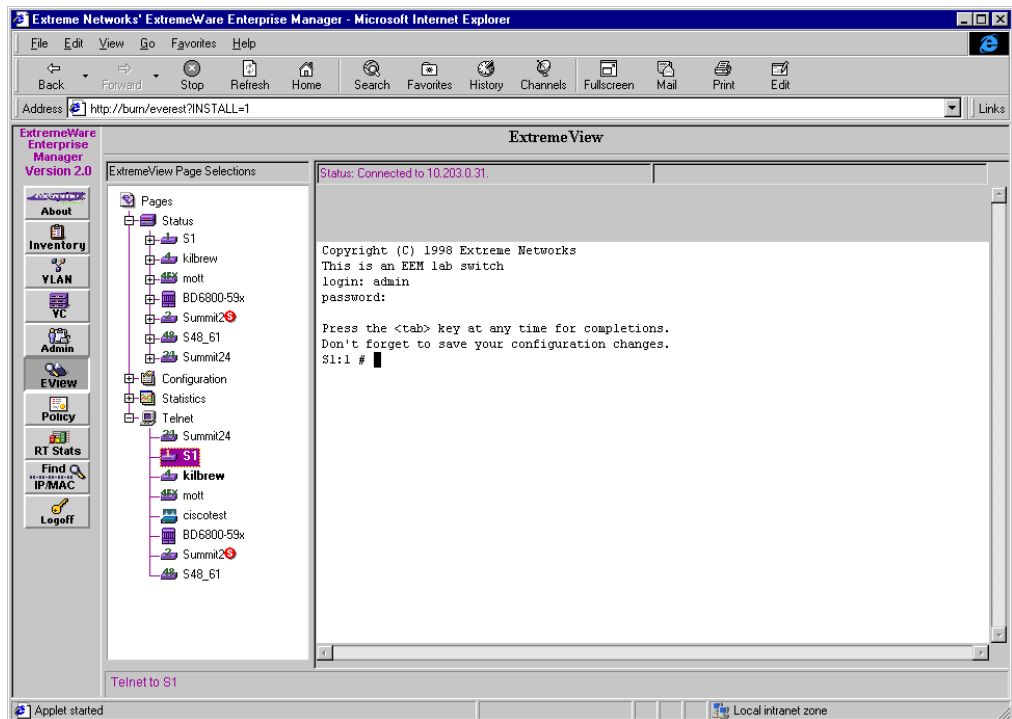 Extreme Networks' ExtremeWare Enterprise Manager - Microsoft Internet Explorer
File Edit View Go Favorites Help
Back Forward Stop Refresh Home Search Favorites History Channels Fullscreen Mail Print Edit
Address http://burn/everest?INSTALL=1 Links
ExtremeWare
Enterprise
Manager
Version 2.0
About
Inventory
VLAN
VC
Admin
EView
Policy
RT Stats
Find
IP/MAC
Logoff
ExtremeView
ExtremeView Page Selections
Pages
Status
S1
kilbrew
mott
BD6800-59x
Summit2
S48_61
Summit24
Configuration
Statistics
Telnet
Summit24
S1
kilbrew
mott
ciscotest
BD6800-59x
Summit2
S48_61
Status: Connected to 10.203.0.31.
Copyright (C) 1998 Extreme Networks
This is an EEM lab switch
login: admin
password:
Press the <tab> key at any time for completions.
Don't forget to save your configuration changes.
S1:1 #
Telnet to S1
Applet started
Local intranet zone